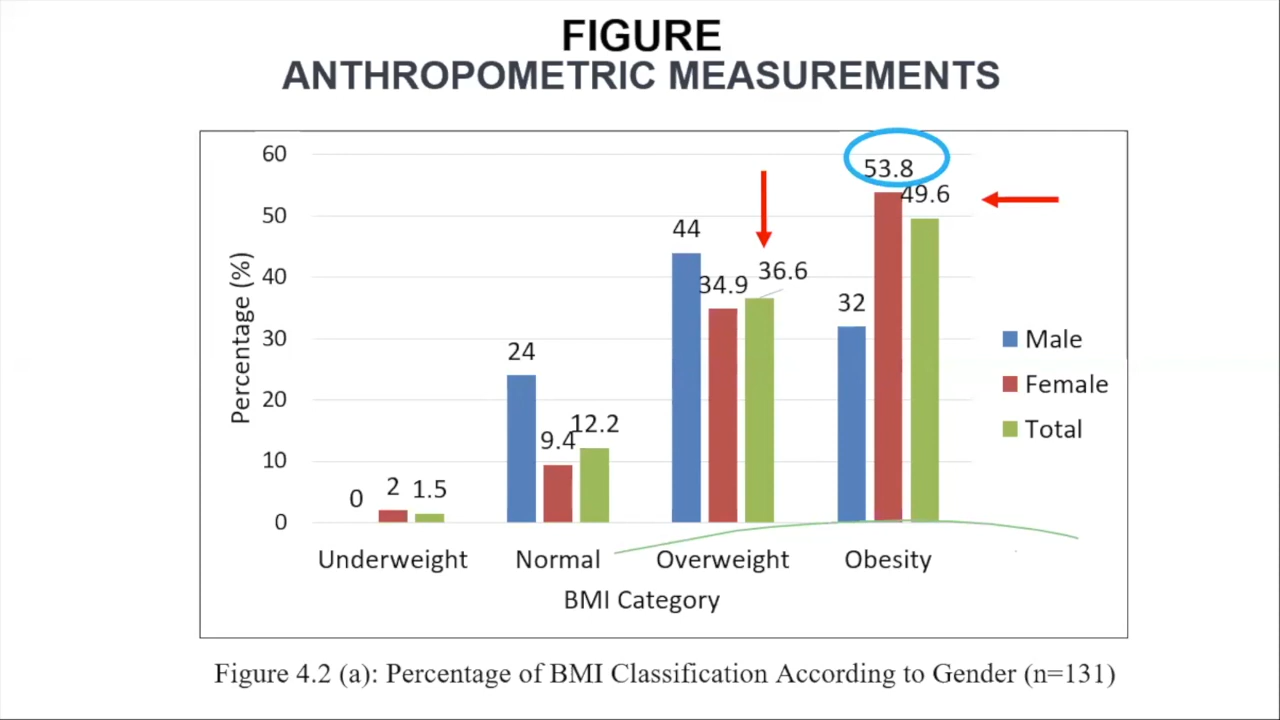 FIGURE
ANTHROPOMETRIC MEASUREMENTS
60
50
40
30
20
10
0
Percentage (%)
0 2 1.5
24 9.4 12.2
44 34.9 36.6
32 53.8 49.6
Male
Female
Total
Underweight Normal Overweight Obesity
BMI Category
Figure 4.2 (a): Percentage of BMI Classification According to Gender (n=131)